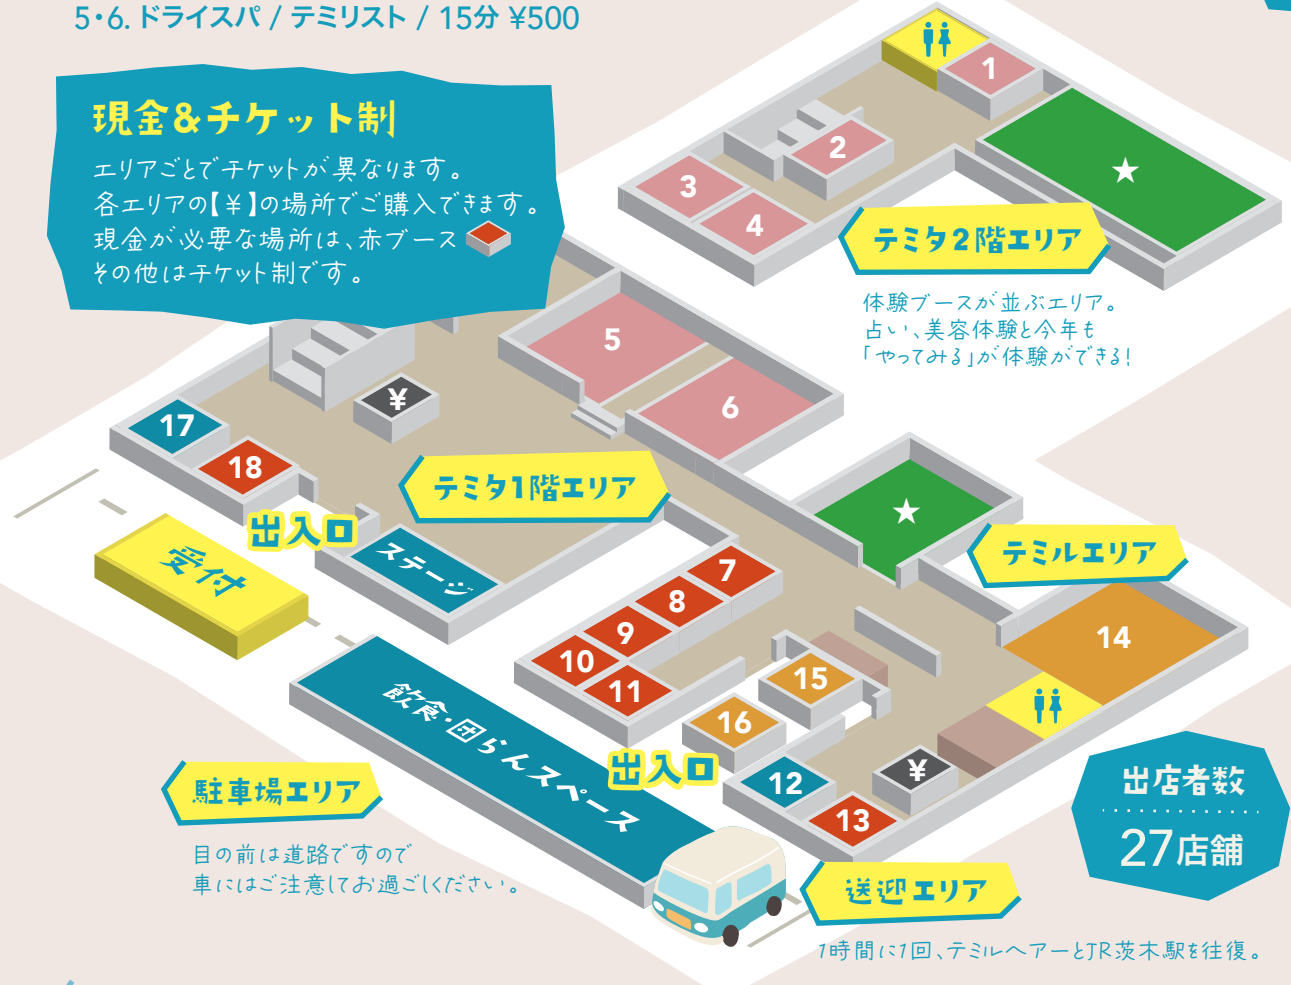 5・6. ドライスパ / テミリスト / 15分 ¥500
現金&チケット制
エリアごとでチケットが異なります。
各エリアの【¥】の場所でご購入できます。
現金が必要な場所は、赤ブース
その他はチケット制です。
1
2
3
4
★
テミタ2階エリア
体験ブースが並ぶエリア。
占い、美容体験と今年も
「やってみる」が体験ができる!
5
6
¥
17
18
テミタ1階エリア
出入口
ステージ
受付
★
テミルエリア
7
8
9
10
11
14
15
16
出入口
12
13
¥
飲食・団らんスペース
駐車場エリア
目の前は道路ですので
車にはご注意してお過ごしください。
出店者数
27店舗
送迎エリア
1時間に1回、テミルヘアーとJR茨木駅を往復。